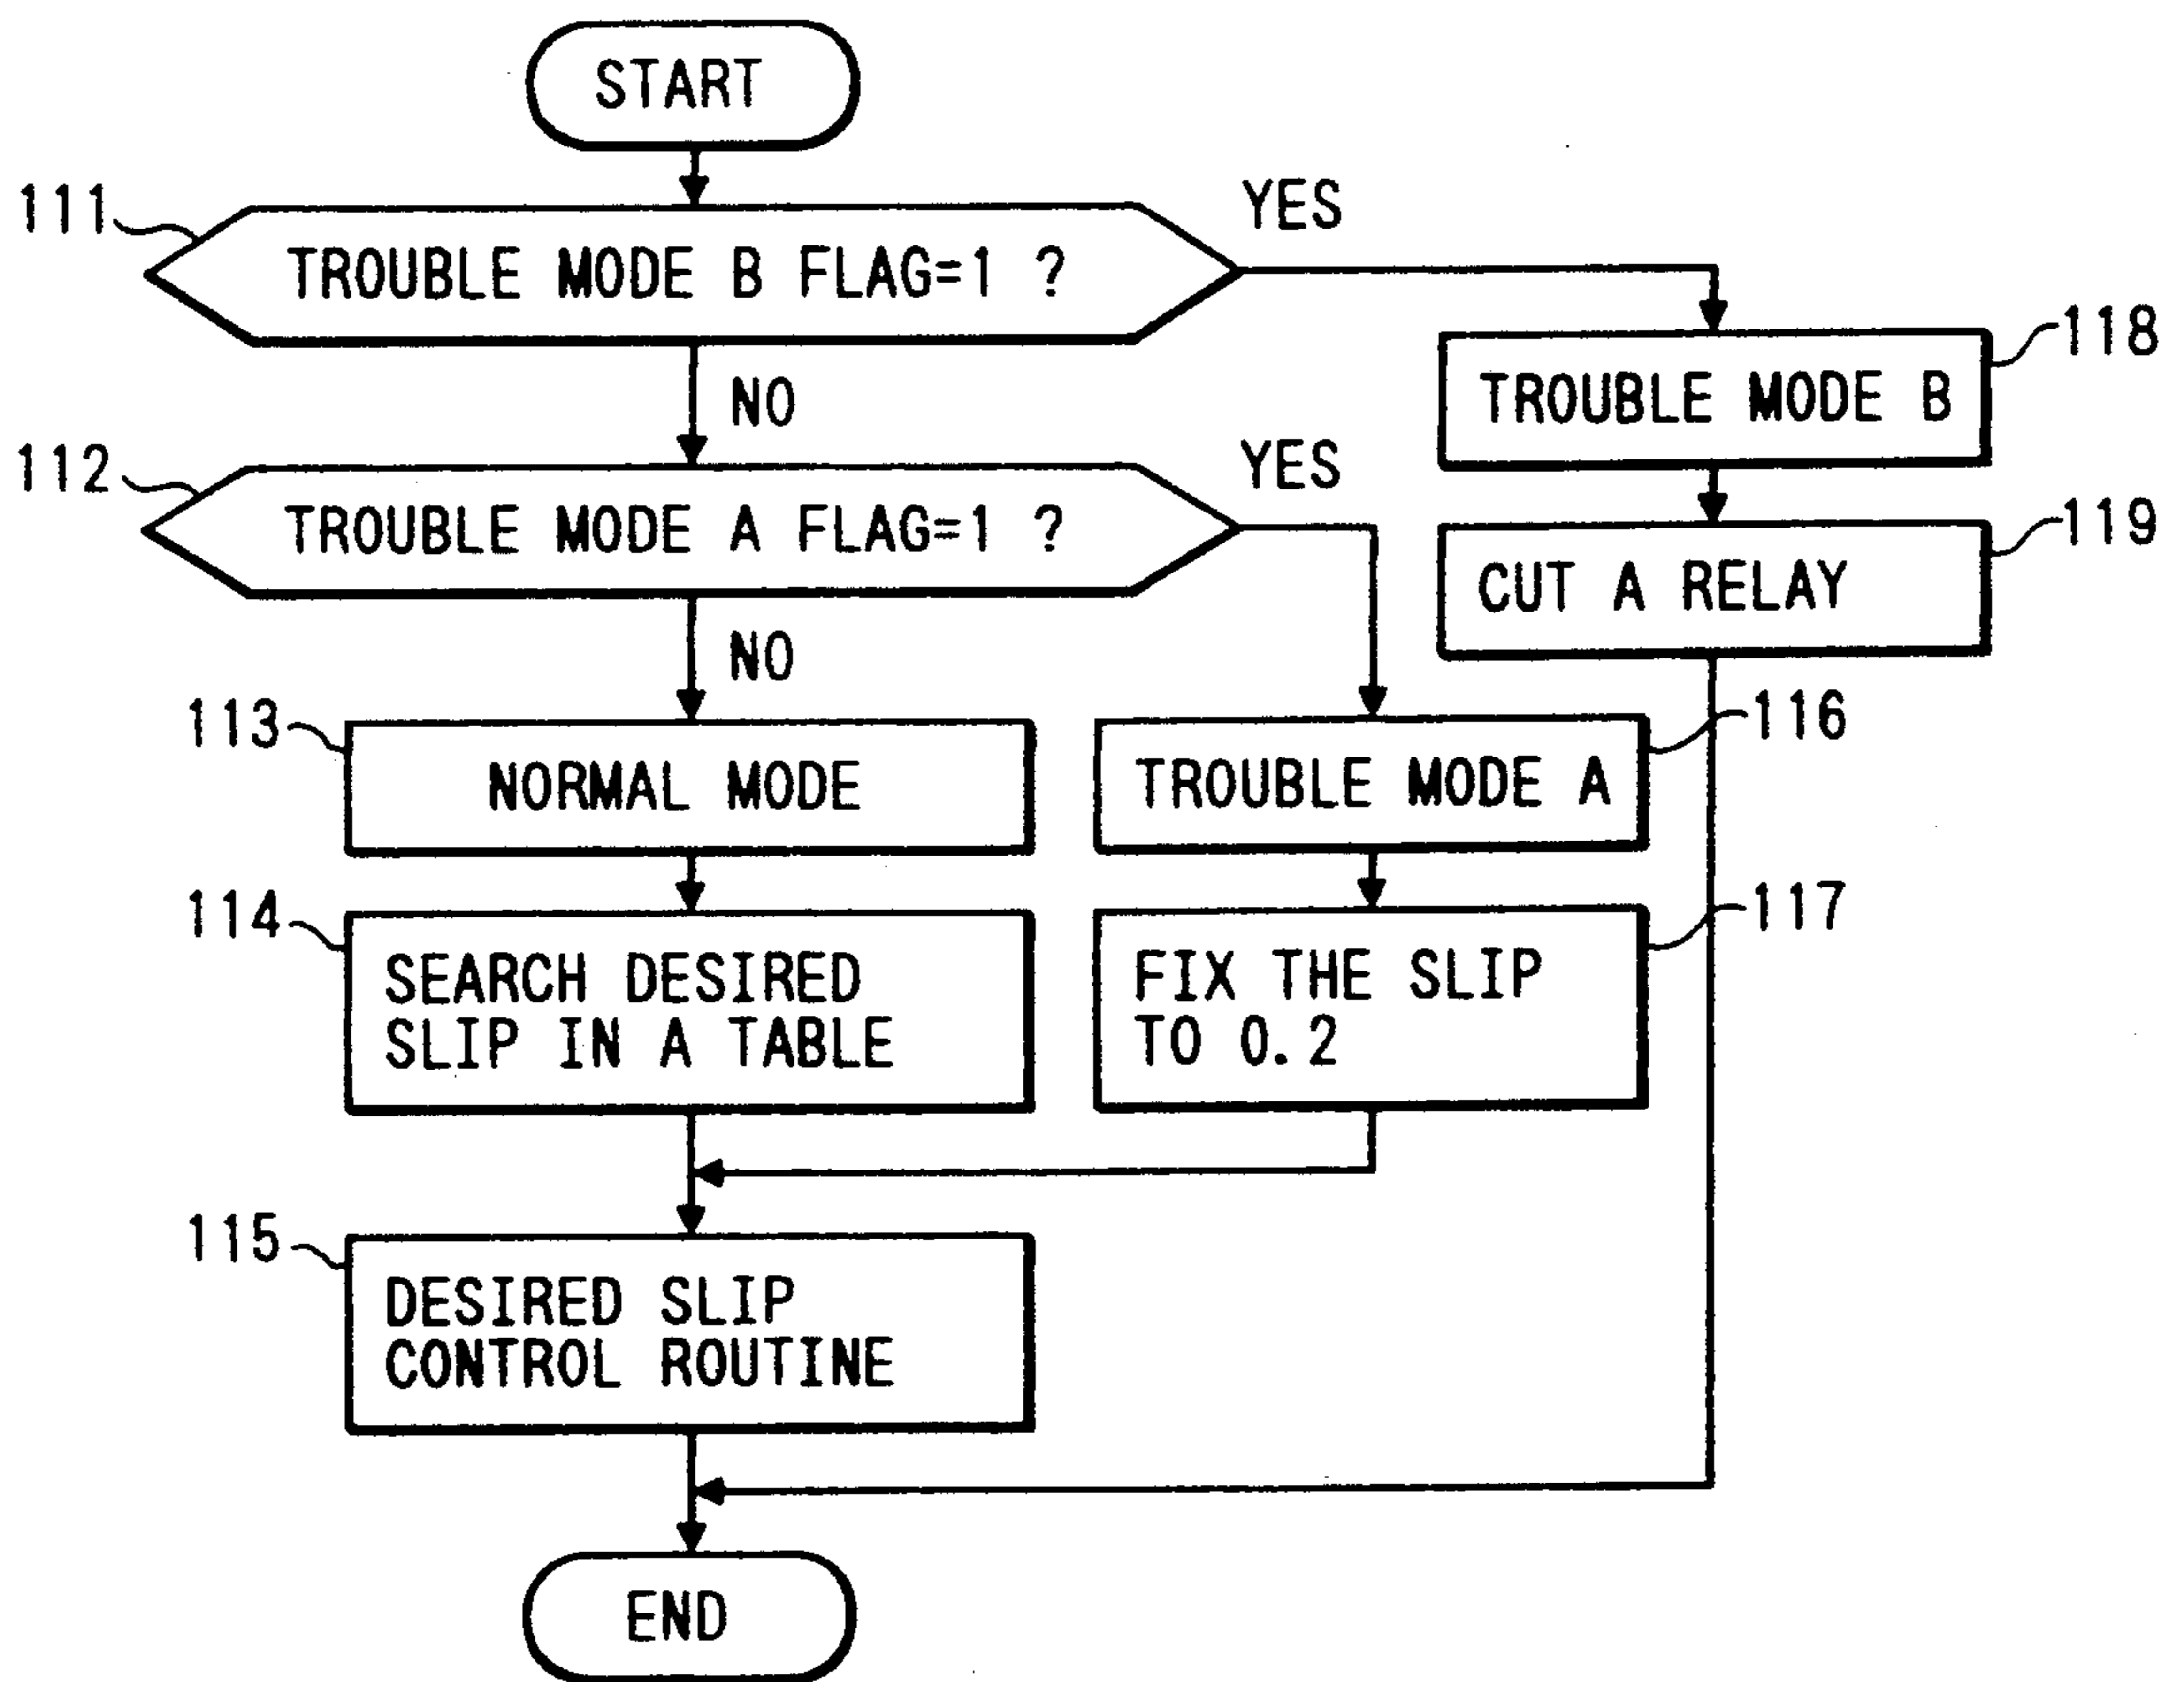 START
111
TROUBLE MODE B FLAG=1 ?
YES
118
TROUBLE MODE B
NO
112
TROUBLE MODE A FLAG=1 ?
YES
119
CUT A RELAY
NO
113
NORMAL MODE
116
TROUBLE MODE A
114
SEARCH DESIRED
SLIP IN A TABLE
117
FIX THE SLIP
TO 0.2
115
DESIRED SLIP
CONTROL ROUTINE
END